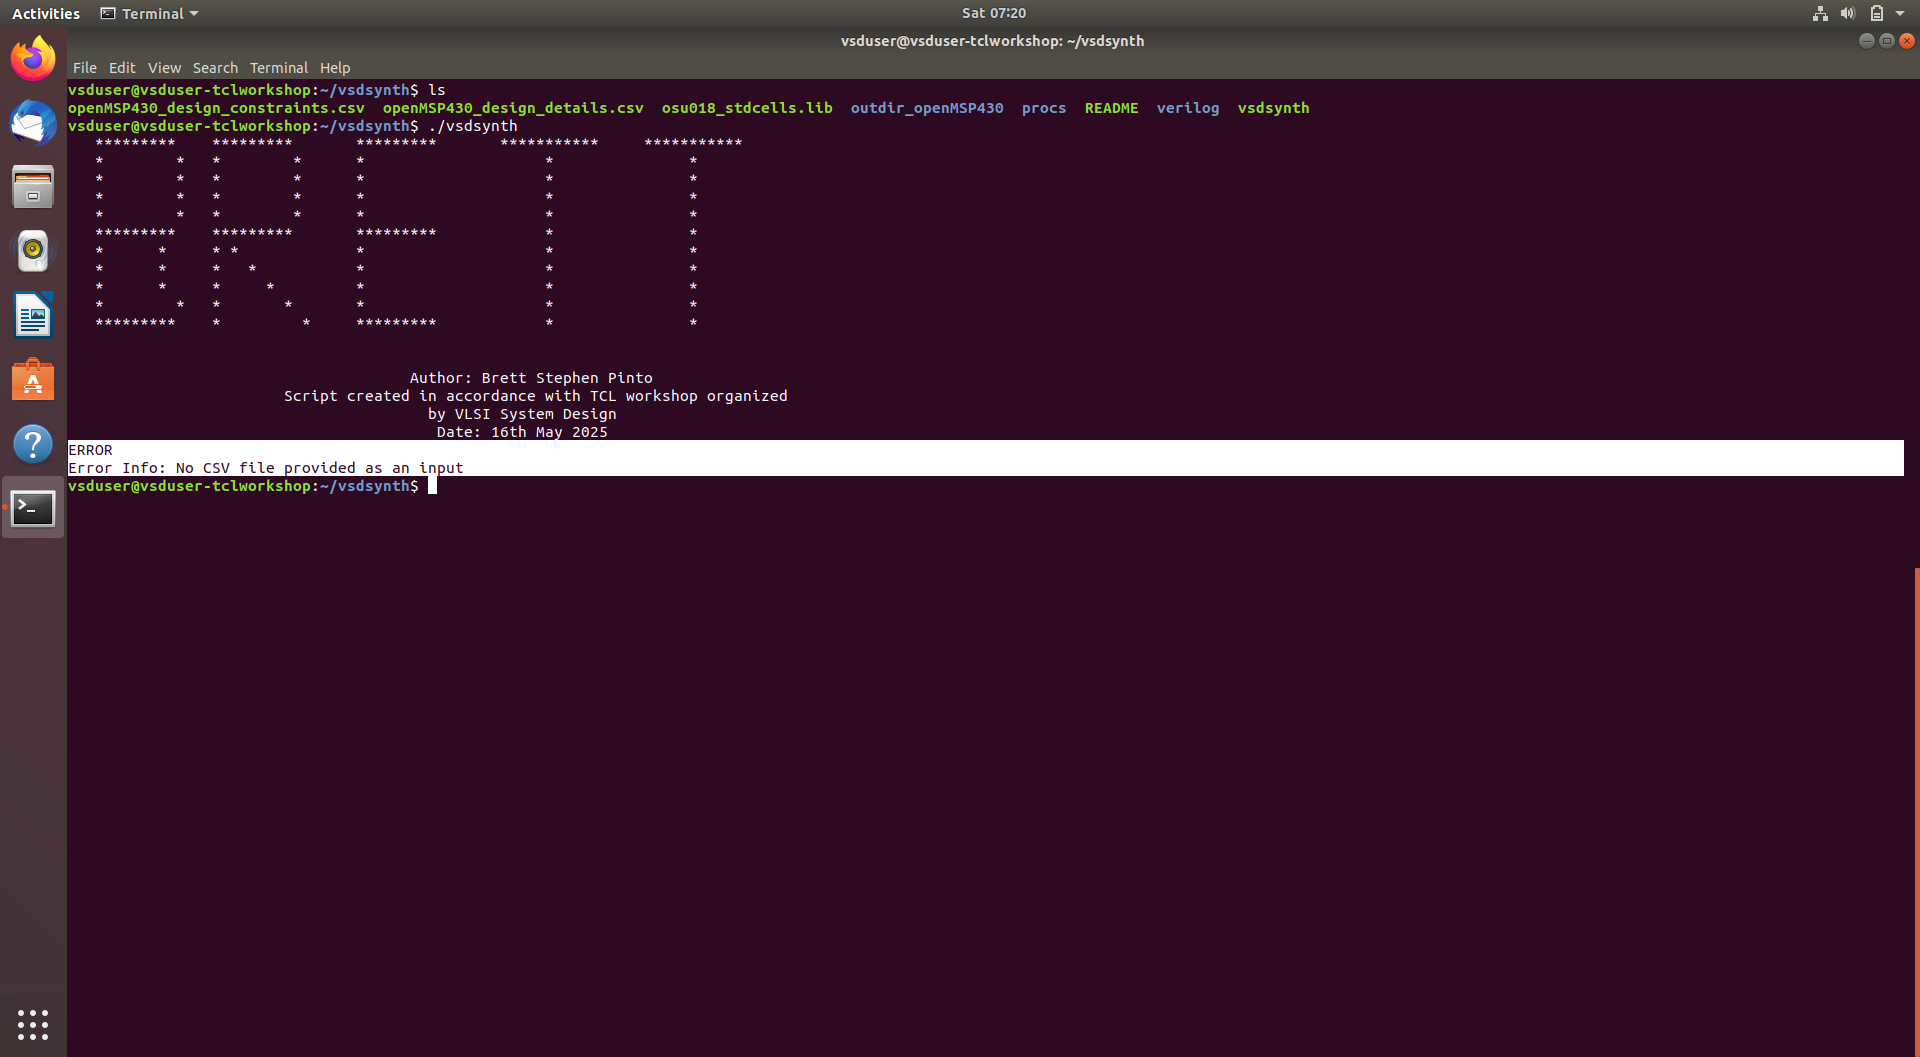 Activities Terminal Sat 07:20
vsduser@vsduser-tclworkshop: ~/vsdsynth
File Edit View Search Terminal Help
vsduser@vsduser-tclworkshop:~/vsdsynth$ ls
openMSP430_design_constraints.csv openMSP430_design_details.csv osu018_stdcells.lib outdir_openMSP430 procs README verilog vsdsynth
vsduser@vsduser-tclworkshop:~/vsdsynth$ ./vsdsynth
   *********    *********       *********       ***********     ***********
   *        *   *        *      *                    *               *
   *        *   *        *      *                    *               *
   *        *   *        *      *                    *               *
   *        *   *        *      *                    *               *
   *********    *********       *********            *               *
   *      *     * *             *                    *               *
   *      *     *   *           *                    *               *
   *      *     *     *         *                    *               *
   *        *   *       *       *                    *               *
   *********    *         *     *********            *               *
Author: Brett Stephen Pinto
Script created in accordance with TCL workshop organized
by VLSI System Design
Date: 16th May 2025
ERROR
Error Info: No CSV file provided as an input
vsduser@vsduser-tclworkshop:~/vsdsynth$